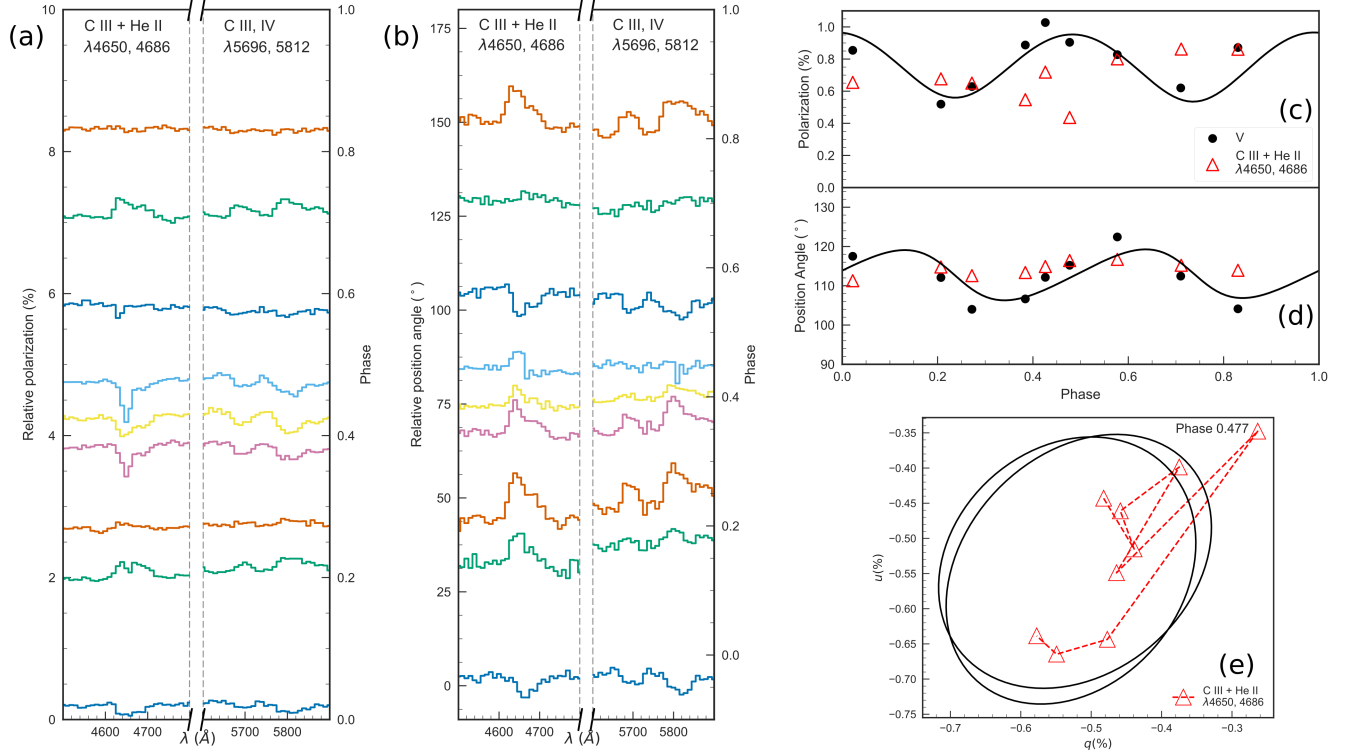 (a)
C III + He II
λ4650, 4686
C III, IV
λ5696, 5812
Relative polarization (%)
10
8
6
4
2
0
1.0
0.8
0.6
0.4
0.2
0.0
Phase
4600
4700
5700
5800
λ (Å)
(b)
C III + He II
λ4650, 4686
C III, IV
λ5696, 5812
Relative position angle (°)
175
150
125
100
75
50
25
0
1.0
0.8
0.6
0.4
0.2
0.0
Phase
4600
4700
5700
5800
λ (Å)
Polarization (%)
1.0
0.8
0.6
0.4
0.2
0.0
(c)
V
C III + He II
λ4650, 4686
Position Angle (°)
130
120
110
100
90
(d)
0.0
0.2
0.4
0.6
0.8
1.0
Phase
Phase 0.477
u(%)
−0.35
−0.40
−0.45
−0.50
−0.55
−0.60
−0.65
−0.70
−0.75
(e)
C III + He II
λ4650, 4686
−0.7
−0.6
−0.5
−0.4
−0.3
q(%)